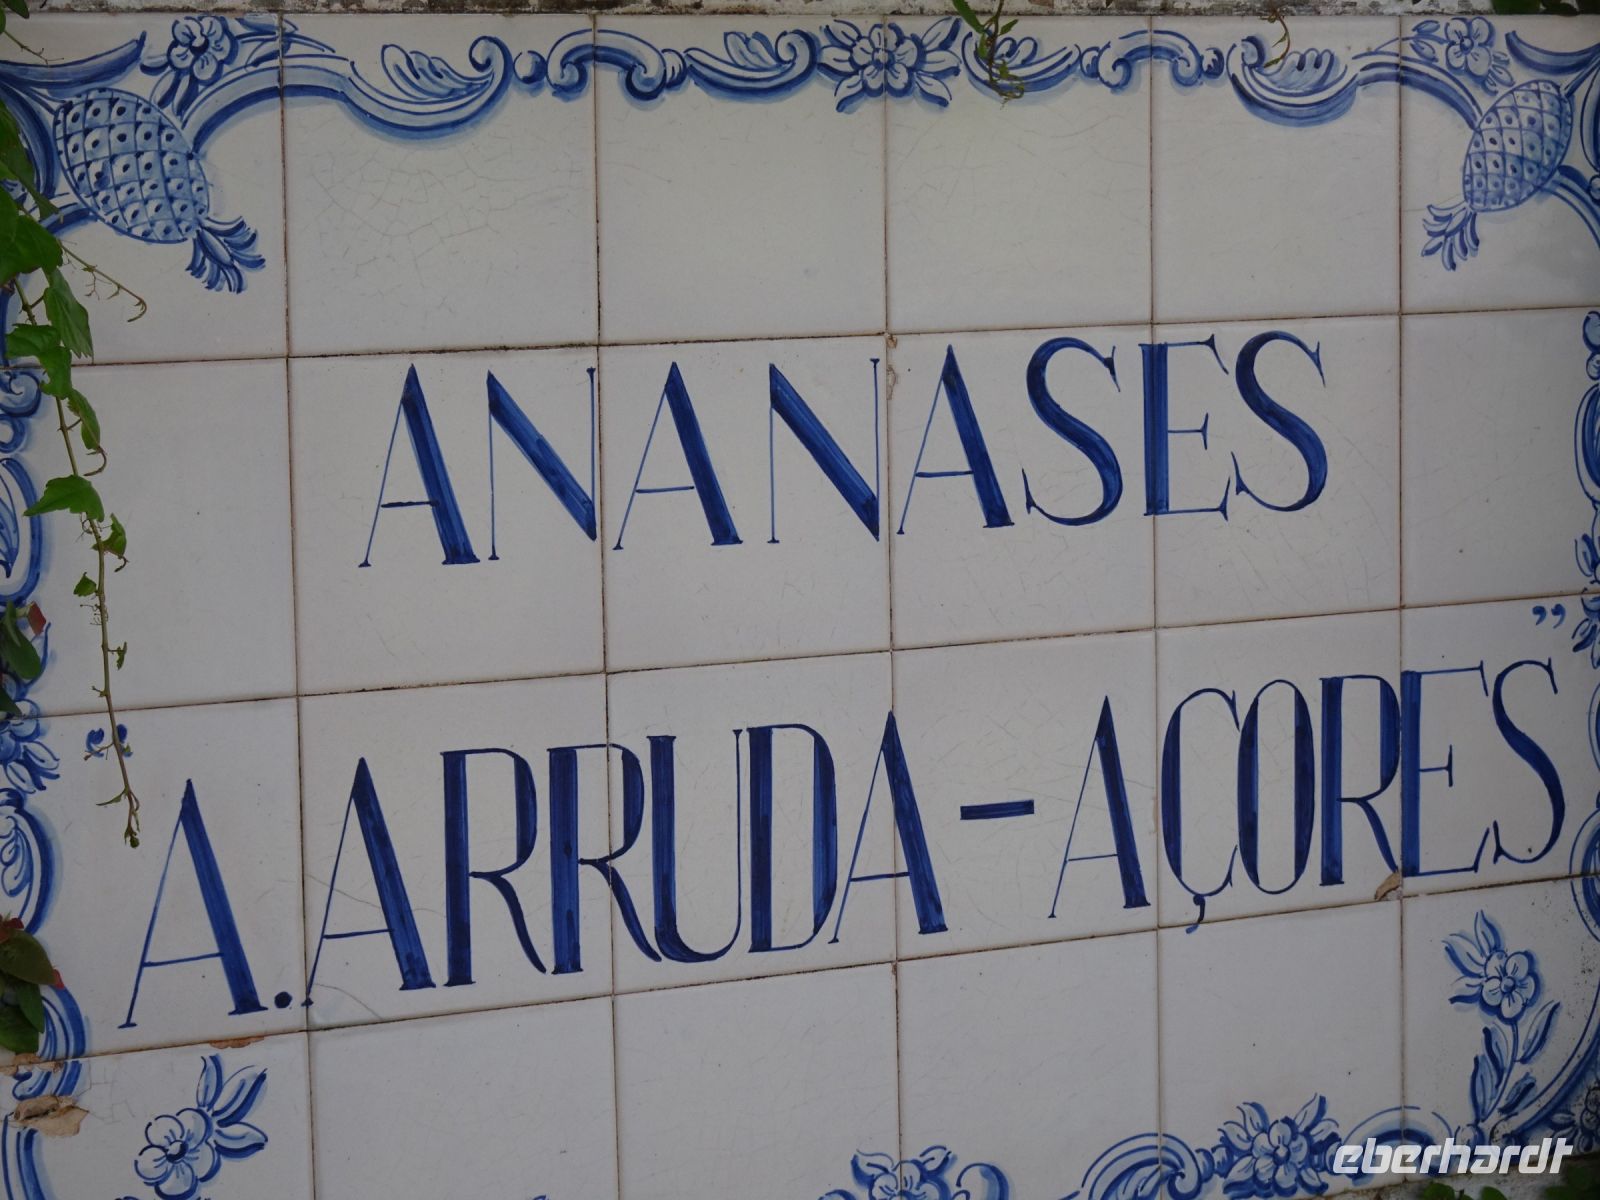 ANANASES
„A. ARRUDA - AÇORES”
eberhardt